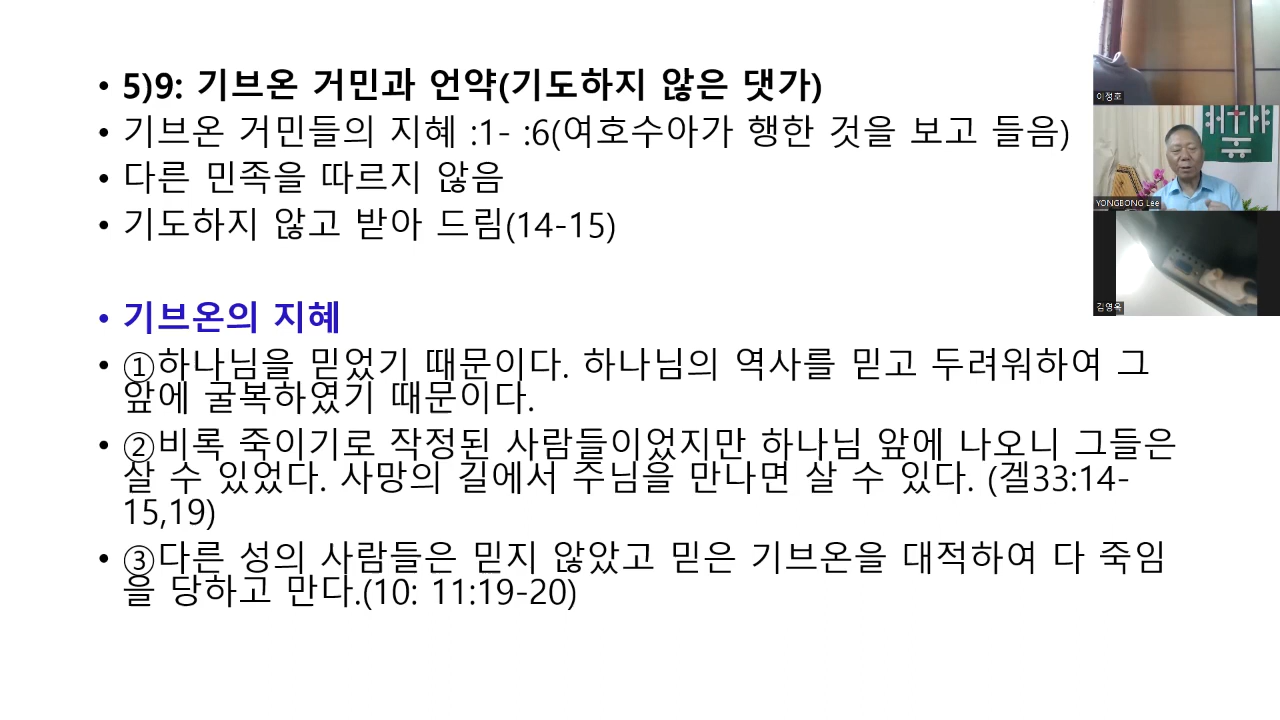 • 5)9: 기브온 거민과 언약(기도하지 않은 댓가)
• 기브온 거민들의 지혜 :1- :6(여호수아가 행한 것을 보고 들음)
• 다른 민족을 따르지 않음
• 기도하지 않고 받아 드림(14-15)
• 기브온의 지혜
• ①하나님을 믿었기 때문이다. 하나님의 역사를 믿고 두려워하여 그
앞에 굴복하였기 때문이다.
• ②비록 죽이기로 작정된 사람들이었지만 하나님 앞에 나오니 그들은
살 수 있었다. 사망의 길에서 주님을 만나면 살 수 있다. (겔33:14-
15,19)
• ③다른 성의 사람들은 믿지 않았고 믿은 기브온을 대적하여 다 죽임
을 당하고 만다.(10: 11:19-20)
이정호
YONGBONG Lee
김영옥